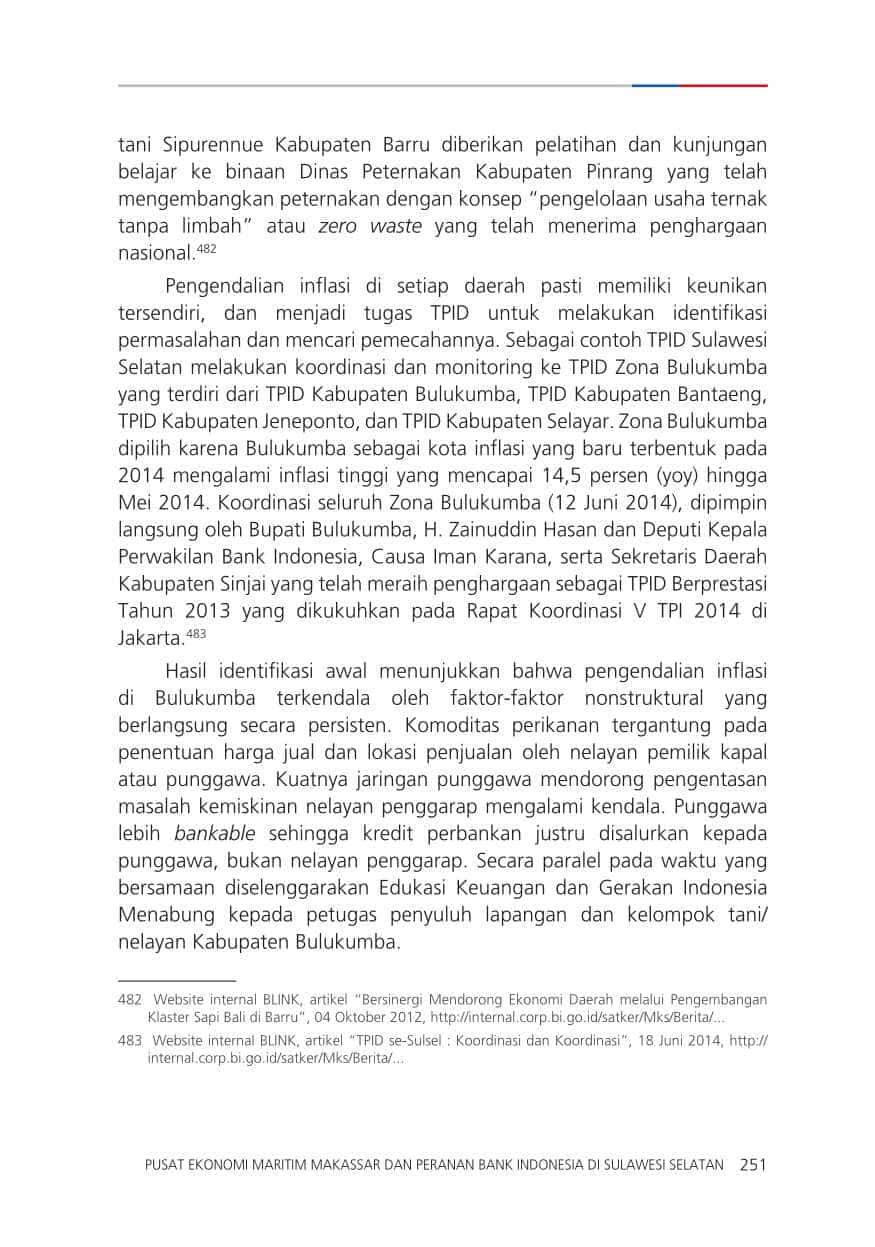 tani Sipurennue Kabupaten Barru diberikan pelatihan dan kunjungan
belajar ke binaan Dinas Peternakan Kabupaten Pinrang yang telah
mengembangkan peternakan dengan konsep “pengelolaan usaha ternak
tanpa limbah” atau zero waste yang telah menerima penghargaan
nasional.482
Pengendalian inflasi di setiap daerah pasti memiliki keunikan
tersendiri, dan menjadi tugas TPID untuk melakukan identifikasi
permasalahan dan mencari pemecahannya. Sebagai contoh TPID Sulawesi
Selatan melakukan koordinasi dan monitoring ke TPID Zona Bulukumba
yang terdiri dari TPID Kabupaten Bulukumba, TPID Kabupaten Bantaeng,
TPID Kabupaten Jeneponto, dan TPID Kabupaten Selayar. Zona Bulukumba
dipilih karena Bulukumba sebagai kota inflasi yang baru terbentuk pada
2014 mengalami inflasi tinggi yang mencapai 14,5 persen (yoy) hingga
Mei 2014. Koordinasi seluruh Zona Bulukumba (12 Juni 2014), dipimpin
langsung oleh Bupati Bulukumba, H. Zainuddin Hasan dan Deputi Kepala
Perwakilan Bank Indonesia, Causa Iman Karana, serta Sekretaris Daerah
Kabupaten Sinjai yang telah meraih penghargaan sebagai TPID Berprestasi
Tahun 2013 yang dikukuhkan pada Rapat Koordinasi V TPI 2014 di
Jakarta.483
Hasil identifikasi awal menunjukkan bahwa pengendalian inflasi
di Bulukumba terkendala oleh faktor-faktor nonstruktural yang
berlangsung secara persisten. Komoditas perikanan tergantung pada
penentuan harga jual dan lokasi penjualan oleh nelayan pemilik kapal
atau punggawa. Kuatnya jaringan punggawa mendorong pengentasan
masalah kemiskinan nelayan penggarap mengalami kendala. Punggawa
lebih bankable sehingga kredit perbankan justru disalurkan kepada
punggawa, bukan nelayan penggarap. Secara paralel pada waktu yang
bersamaan diselenggarakan Edukasi Keuangan dan Gerakan Indonesia
Menabung kepada petugas penyuluh lapangan dan kelompok tani/
nelayan Kabupaten Bulukumba.
482 Website internal BLINK, artikel “Bersinergi Mendorong Ekonomi Daerah melalui Pengembangan
Klaster Sapi Bali di Barru”, 04 Oktober 2012, http://internal.corp.bi.go.id/satker/Mks/Berita/...
483 Website internal BLINK, artikel “TPID se-Sulsel : Koordinasi dan Koordinasi”, 18 Juni 2014, http://
internal.corp.bi.go.id/satker/Mks/Berita/...
PUSAT EKONOMI MARITIM MAKASSAR DAN PERANAN BANK INDONESIA DI SULAWESI SELATAN 251